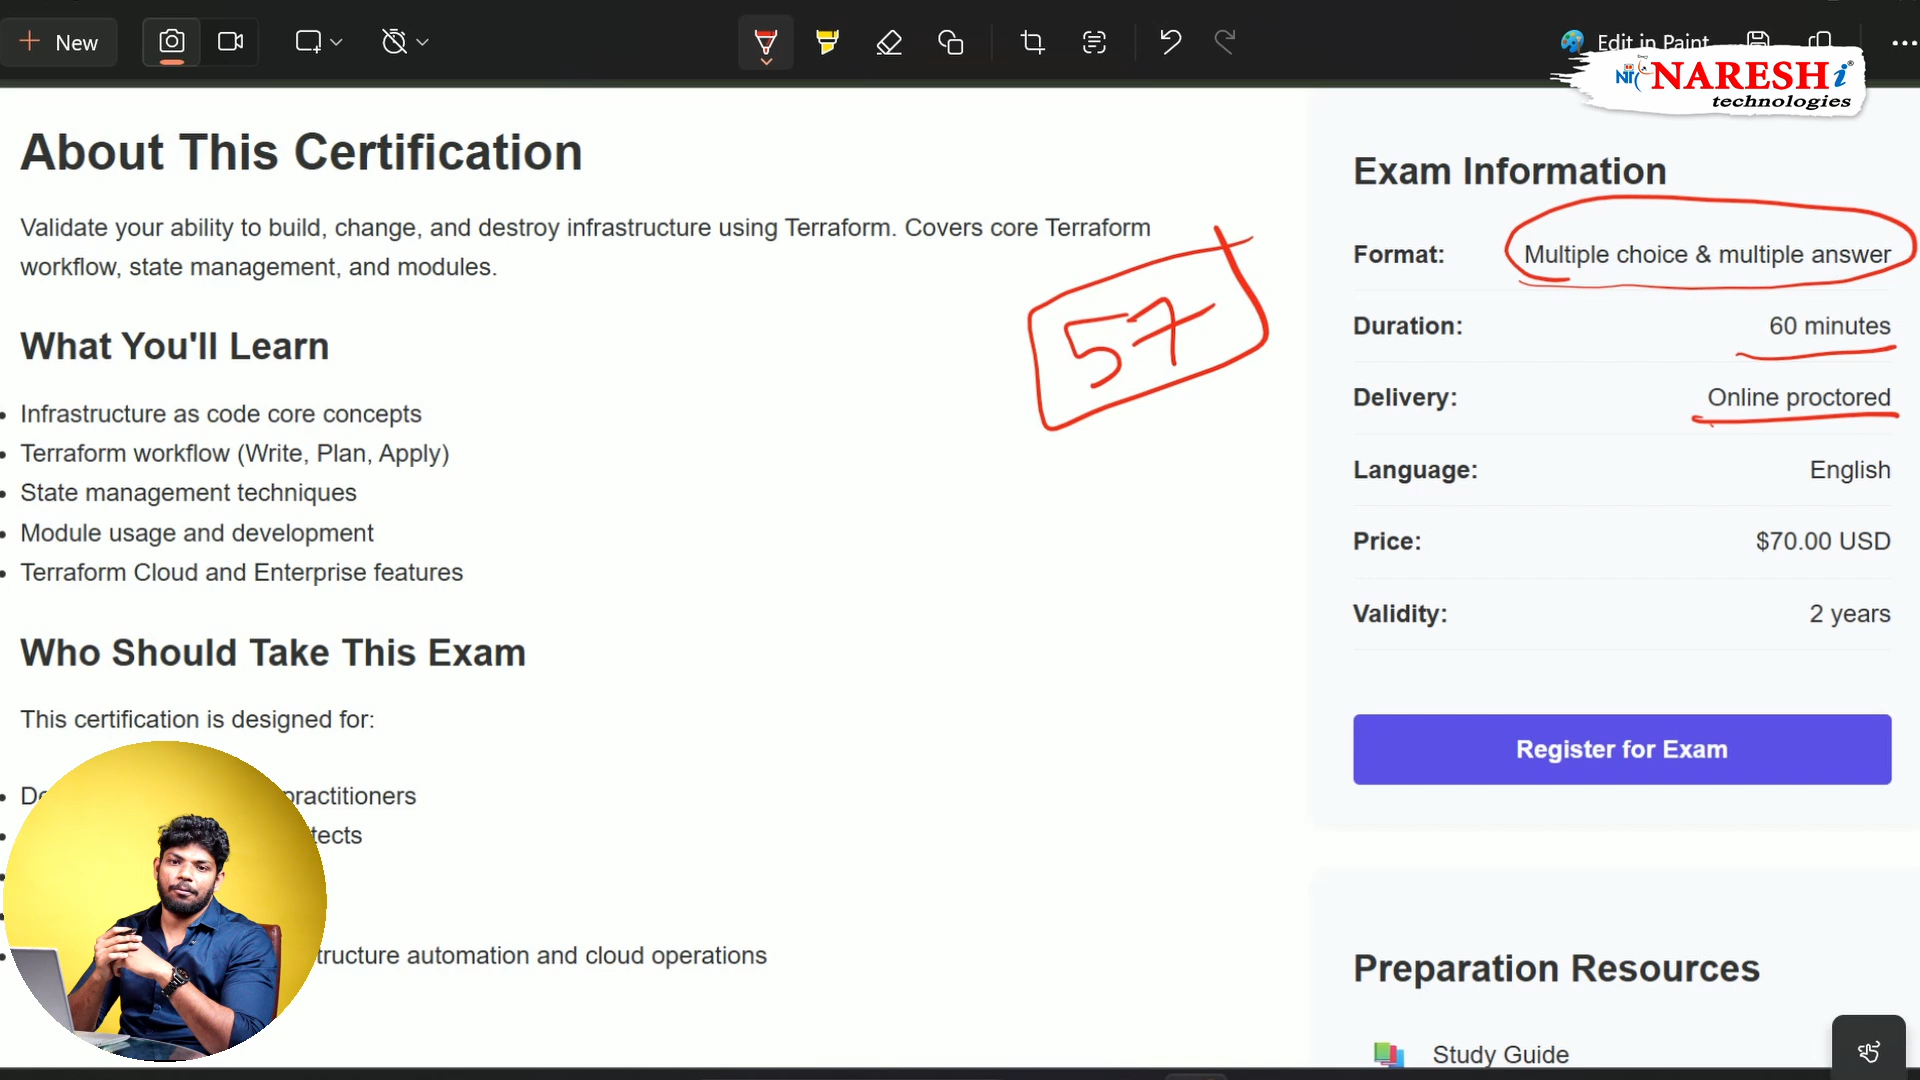 New
Edit in Paint
NARESH i
technologies
About This Certification
Validate your ability to build, change, and destroy infrastructure using Terraform. Covers core Terraform
workflow, state management, and modules.
57
What You'll Learn
Infrastructure as code core concepts
Terraform workflow (Write, Plan, Apply)
State management techniques
Module usage and development
Terraform Cloud and Enterprise features
Who Should Take This Exam
This certification is designed for:
practitioners
tects
tructure automation and cloud operations
Exam Information
Format: Multiple choice & multiple answer
Duration: 60 minutes
Delivery: Online proctored
Language: English
Price: $70.00 USD
Validity: 2 years
Register for Exam
Preparation Resources
Study Guide